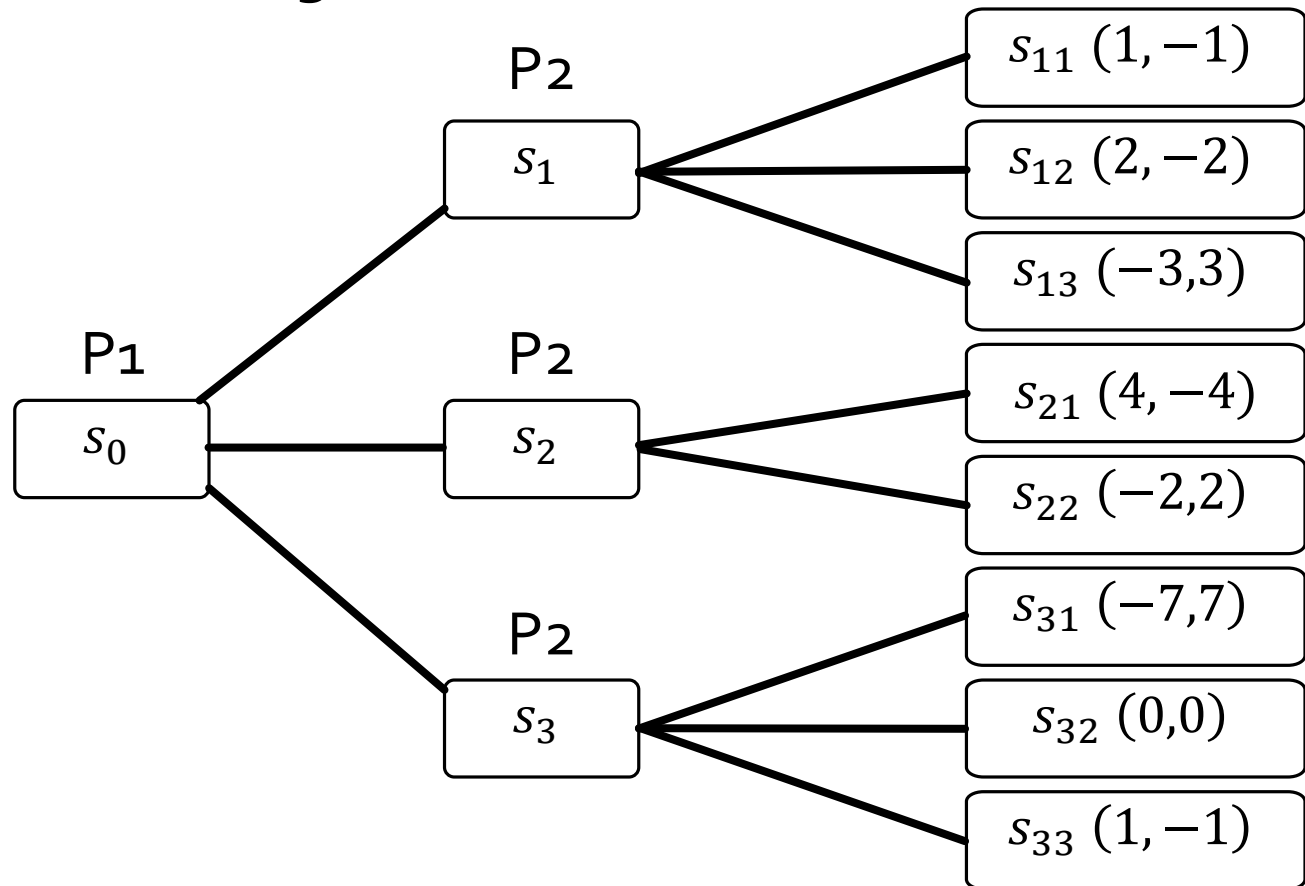 P2
s₁₁ (1, −1)
s₁ s₁₂ (2, −2)
s₁₃ (−3,3)
P1 P2
s₂₁ (4, −4)
s₀ s₂
s₂₂ (−2,2)
P2 s₃₁ (−7,7)
s₃ s₃₂ (0,0)
s₃₃ (1, −1)